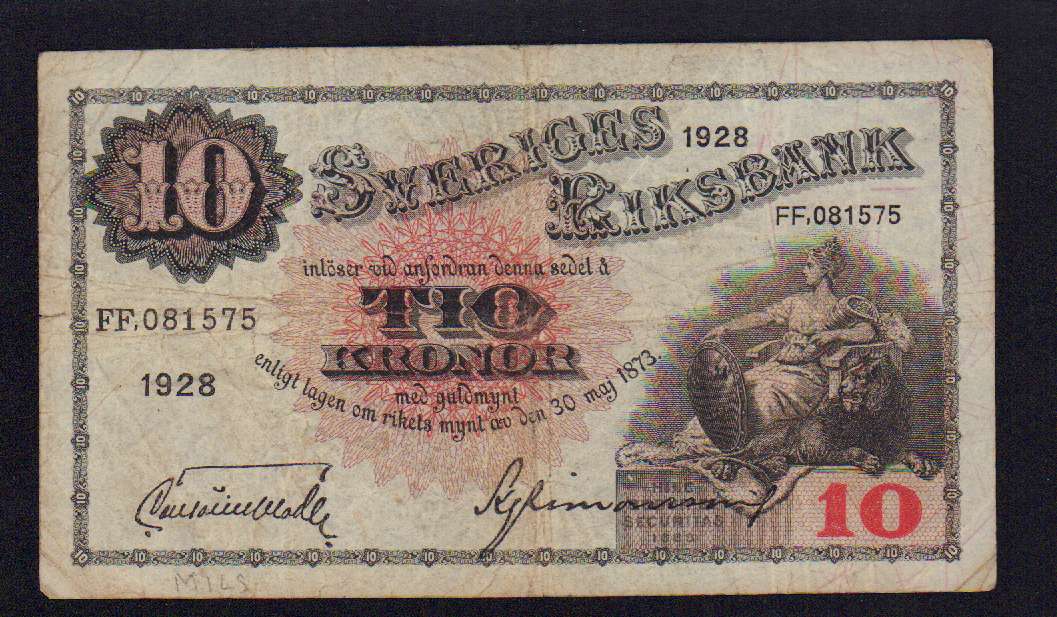 10
SVERIGES 1928
RIKSBANK
FF,081575
inlöser vid anfordran denna sedel å
TIO
KRONOR
FF,081575
med guldmynt
enligt lagen om rikets mynt av den 30 maj 1873.
1928
SECURITAS
10